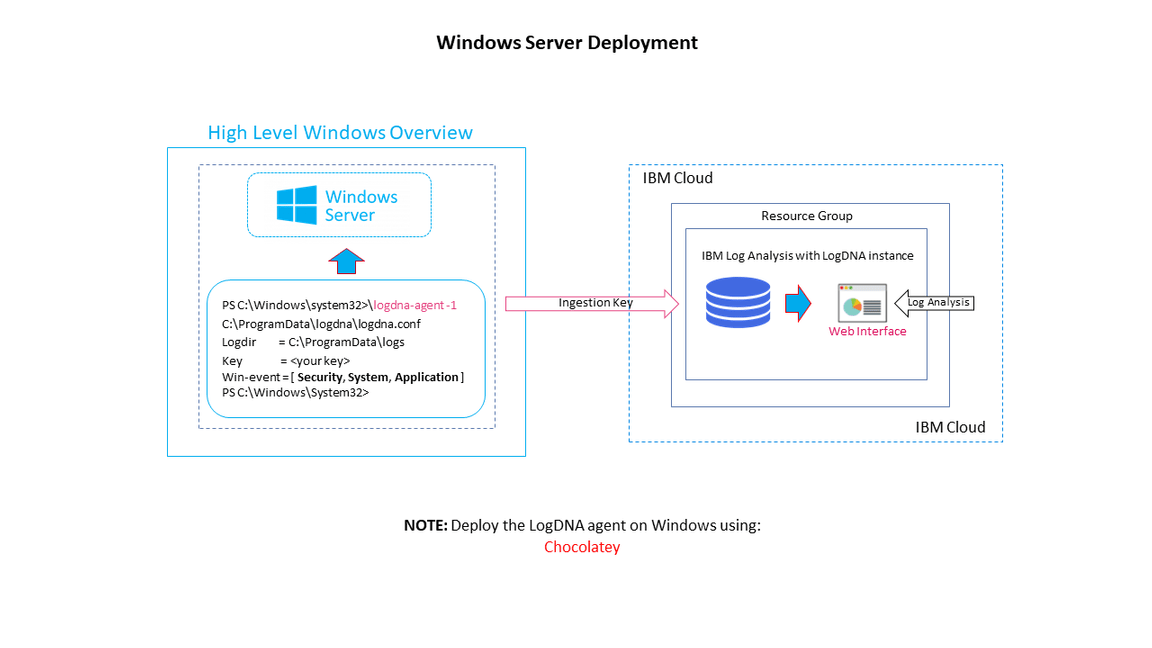 Windows Server Deployment
High Level Windows Overview
Windows
Server
PS C:\Windows\system32>\logdna-agent -1
C:\ProgramData\logdna\logdna.conf
Logdir = C:\ProgramData\logs
Key = <your key>
Win-event = [ Security, System, Application ]
PS C:\Windows\System32>
Ingestion Key
IBM Cloud
Resource Group
IBM Log Analysis with LogDNA instance
Log Analysis
Web Interface
IBM Cloud
NOTE: Deploy the LogDNA agent on Windows using:
Chocolatey